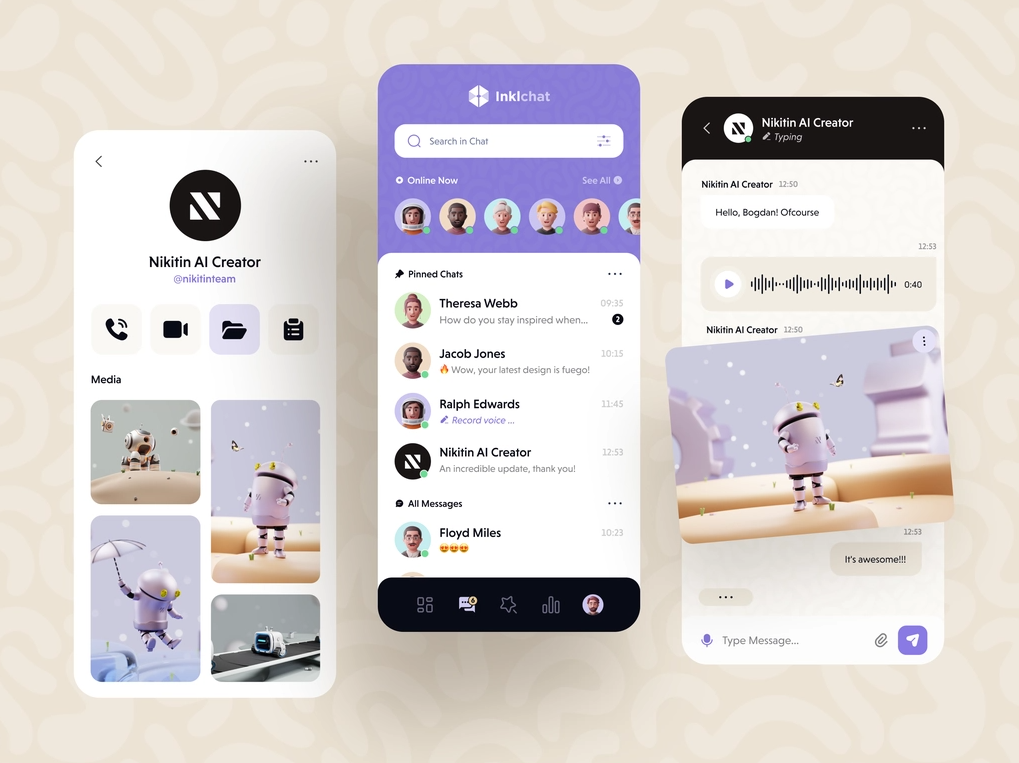 Nikitin AI Creator
@nikitinteam
Media
Inklchat
Search in Chat
Online Now
See All
Pinned Chats
Theresa Webb
09:35
How do you stay inspired when...
2
Jacob Jones
10:15
🔥 Wow, your latest design is fuego!
Ralph Edwards
11:45
Record voice ...
Nikitin AI Creator
12:53
An incredible update, thank you!
All Messages
Floyd Miles
10:23
😍😍😍
6
Nikitin AI Creator
Typing
Nikitin AI Creator 12:50
Hello, Bogdan! Ofcourse
12:53
0:40
Nikitin AI Creator 12:50
12:53
It's awesome!!!
Type Message...